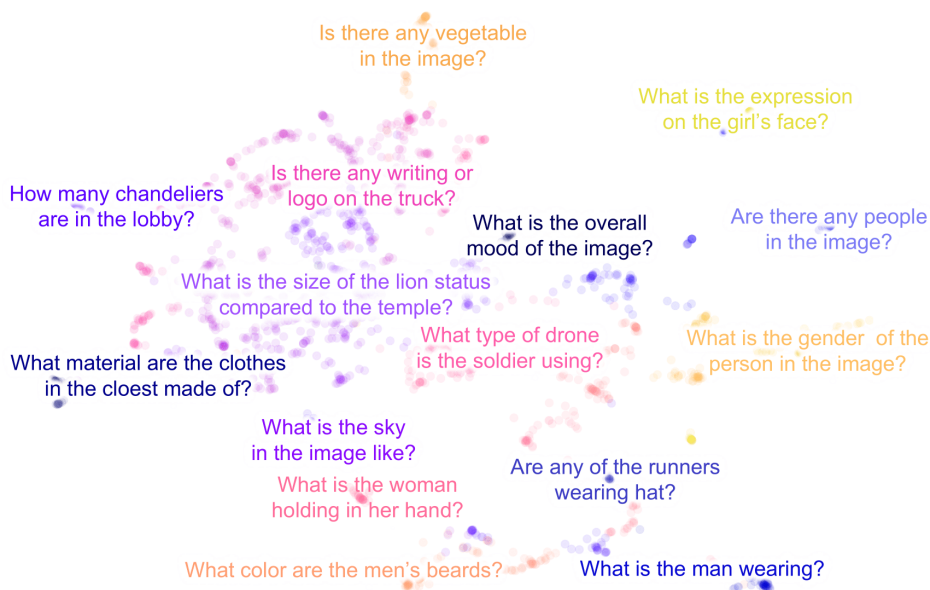 Is there any vegetable
in the image?
What is the expression
on the girl's face?
Is there any writing or
logo on the truck?
How many chandeliers
are in the lobby?
What is the overall
mood of the image?
Are there any people
in the image?
What is the size of the lion status
compared to the temple?
What type of drone
is the soldier using?
What is the gender of the
person in the image?
What material are the clothes
in the cloest made of?
What is the sky
in the image like?
Are any of the runners
wearing hat?
What is the woman
holding in her hand?
What color are the men's beards?
What is the man wearing?